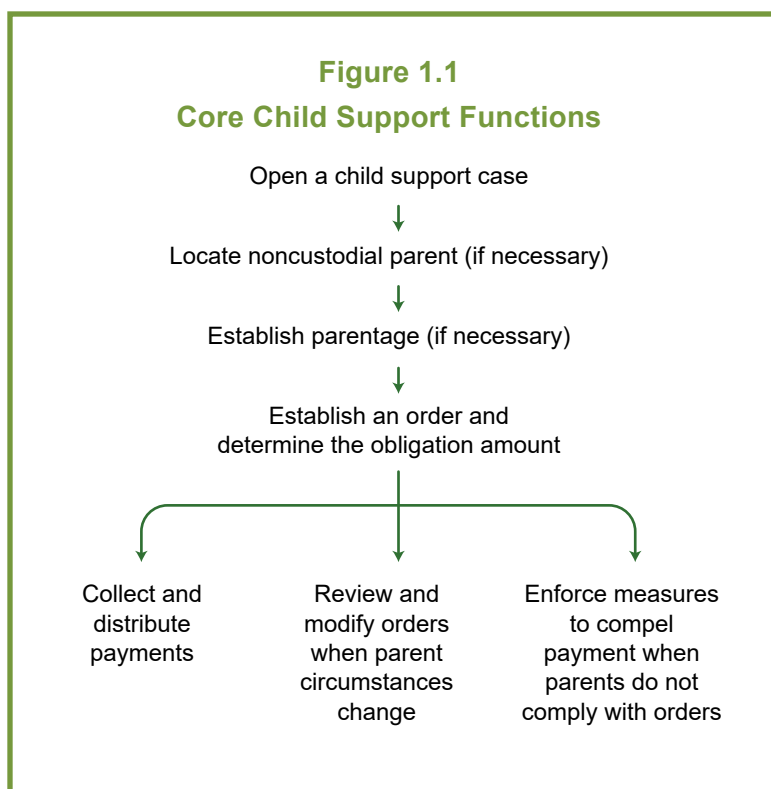 Figure 1.1
Core Child Support Functions
Open a child support case
Locate noncustodial parent (if necessary)
Establish parentage (if necessary)
Establish an order and
determine the obligation amount
Collect and
distribute
payments
Review and
modify orders
when parent
circumstances
change
Enforce measures
to compel
payment when
parents do not
comply with orders